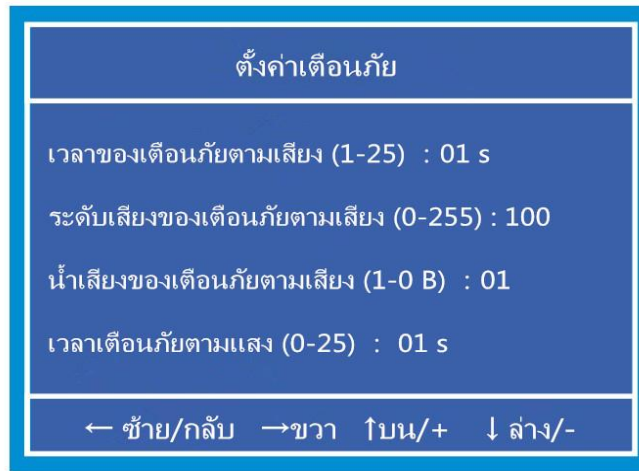 ตั้งค่าเตือนภัย
เวลาของเตือนภัยตามเสียง (1-25) : 01 s
ระดับเสียงของเตือนภัยตามเสียง (0-255) : 100
น้ำเสียงของเตือนภัยตามเสียง (1-0 B) : 01
เวลาเตือนภัยตามแสง (0-25) : 01 s
← ซ้าย/กลับ →ขวา ↑บน/+ ↓ ล่าง/-